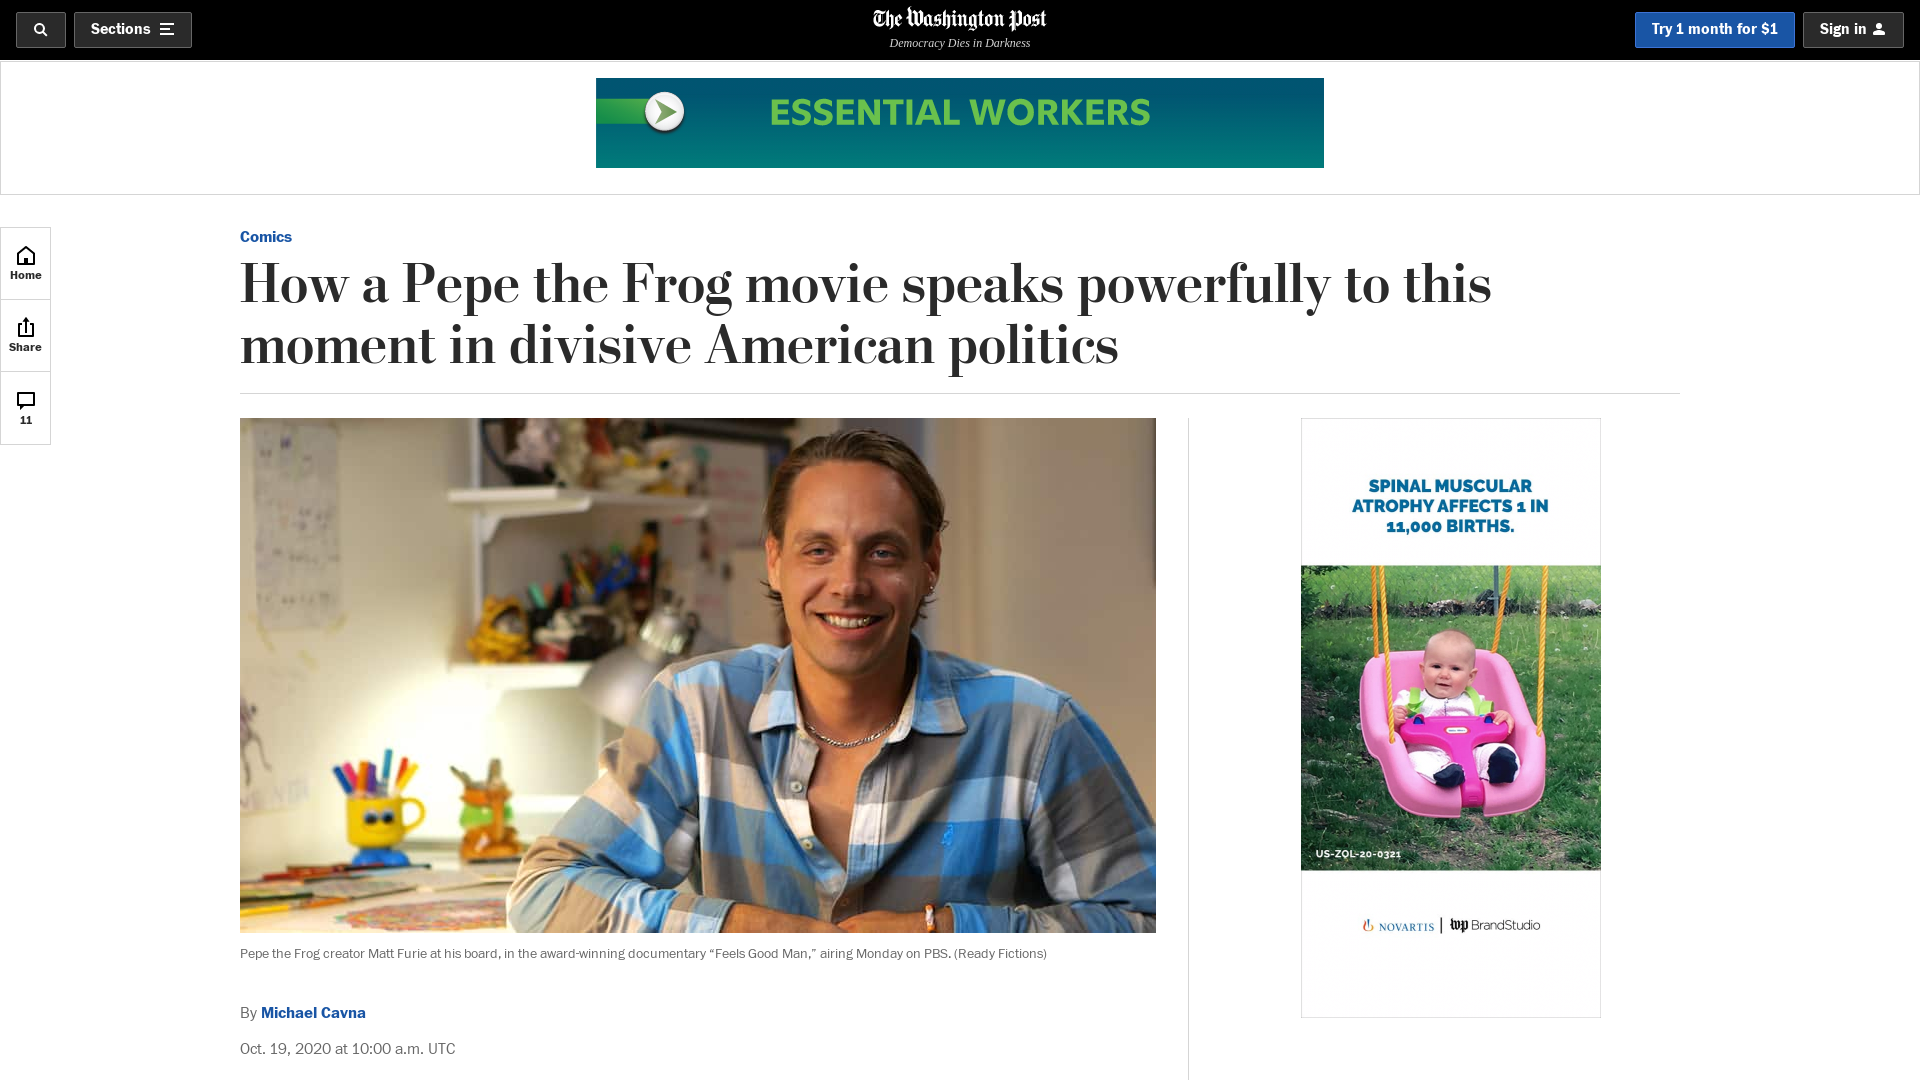 Sections
The Washington Post
Democracy Dies in Darkness
Try 1 month for $1
Sign in
ESSENTIAL WORKERS
Home
Share
11
Comics
How a Pepe the Frog movie speaks powerfully to this
moment in divisive American politics
Pepe the Frog creator Matt Furie at his board, in the award-winning documentary “Feels Good Man,” airing Monday on PBS. (Ready Fictions)
By Michael Cavna
Oct. 19, 2020 at 10:00 a.m. UTC
SPINAL MUSCULAR
ATROPHY AFFECTS 1 IN
11,000 BIRTHS.
US-ZOL-20-0321
NOVARTIS | wp BrandStudio